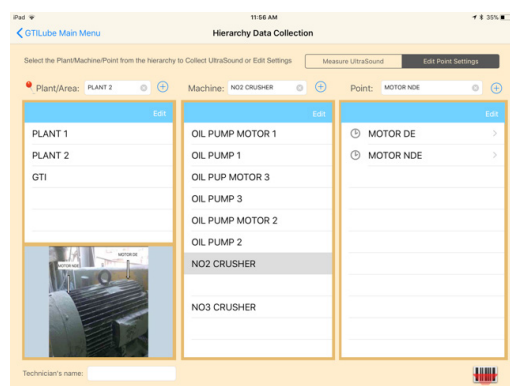 iPad 11:56 AM 35%
GTILube Main Menu Hierarchy Data Collection
Select the Plant/Machine/Point from the hierarchy to Collect UltraSound or Edit Settings Measure UltraSound Edit Point Settings
Plant/Area: PLANT 2 Machine: NO2 CRUSHER Point: MOTOR NDE
Edit Edit Edit
PLANT 1 OIL PUMP MOTOR 1 MOTOR DE
PLANT 2 OIL PUMP 1 MOTOR NDE
GTI OIL PUP MOTOR 3
OIL PUMP 3
OIL PUMP MOTOR 2
OIL PUMP 2
MOTOR DE
MOTOR NDE NO2 CRUSHER
NO3 CRUSHER
Technician's name: